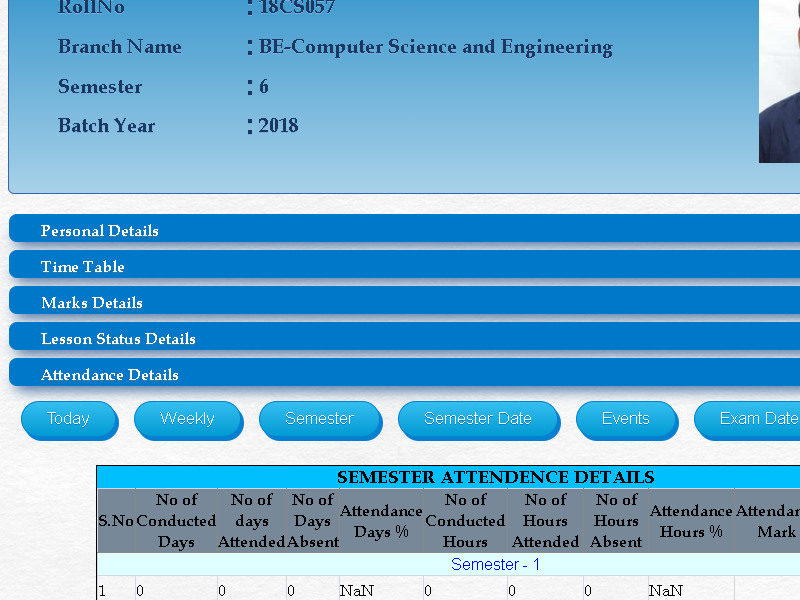 RollNo : 18CS057
Branch Name : BE-Computer Science and Engineering
Semester : 6
Batch Year : 2018
Personal Details
Time Table
Marks Details
Lesson Status Details
Attendance Details
Today Weekly Semester Semester Date Events Exam Date
SEMESTER ATTENDENCE DETAILS
S.No No of Conducted Days No of days Attended No of Days Absent Attendance Days % No of Conducted Hours No of Hours Attended No of Hours Absent Attendance Hours % Mark
Semester - 1
1 0 0 0 NaN 0 0 0 NaN